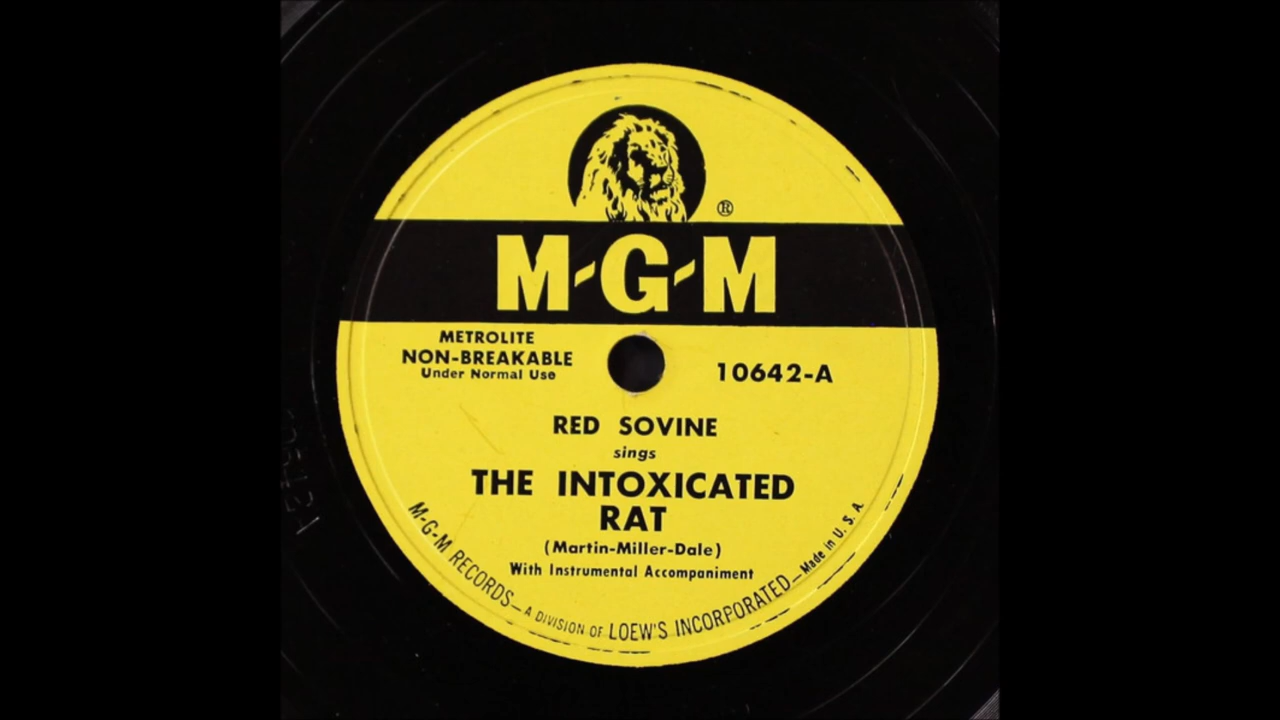 ®
M-G-M
METROLITE
NON-BREAKABLE
Under Normal Use
10642-A
RED SOVINE
sings
THE INTOXICATED
RAT
(Martin-Miller-Dale)
With Instrumental Accompaniment
M-G-M RECORDS—A DIVISION OF LOEW'S INCORPORATED—Made in U. S. A.